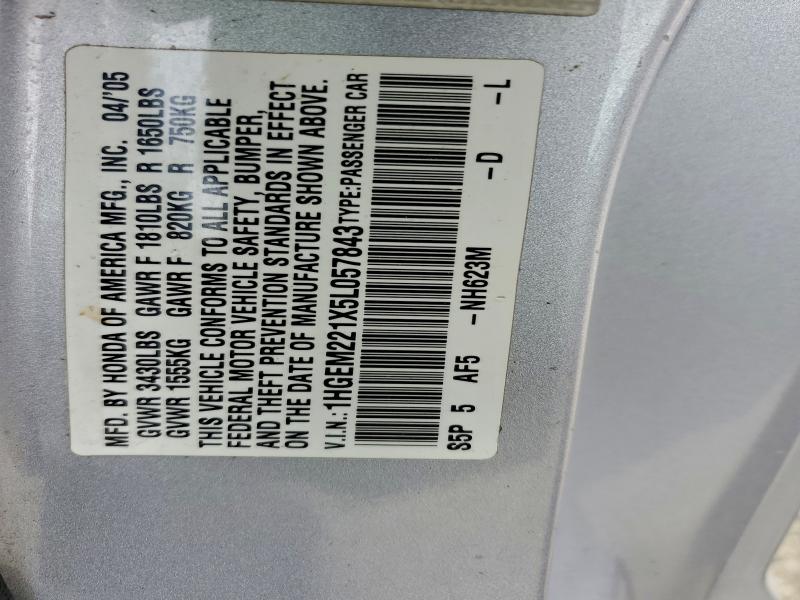 MFD. BY HONDA OF AMERICA MFG., INC. 04/'05
GVWR 3430LBS GAWR F 1810LBS R 1650LBS
GVWR 1555KG GAWR F 820KG R 750KG
THIS VEHICLE CONFORMS TO ALL APPLICABLE
FEDERAL MOTOR VEHICLE SAFETY, BUMPER,
AND THEFT PREVENTION STANDARDS IN EFFECT
ON THE DATE OF MANUFACTURE SHOWN ABOVE.
V.I.N.:1HGEM221X5L057843 TYPE:PASSENGER CAR
S5P 5 AF5 -NH623M -D -L